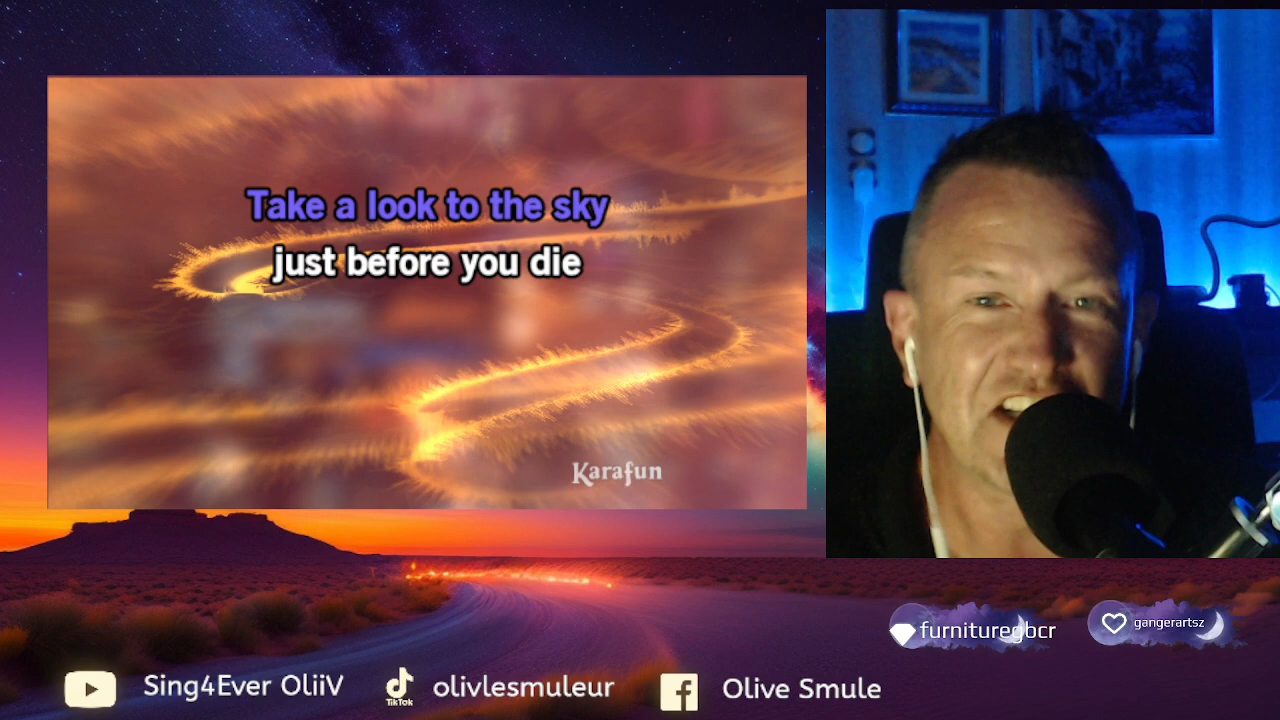 Take a look to the sky
just before you die
Karafun
furnituregbcr
gangerartsz
Sing4Ever OliiV
TikTok
olivlesmuleur
Olive Smule